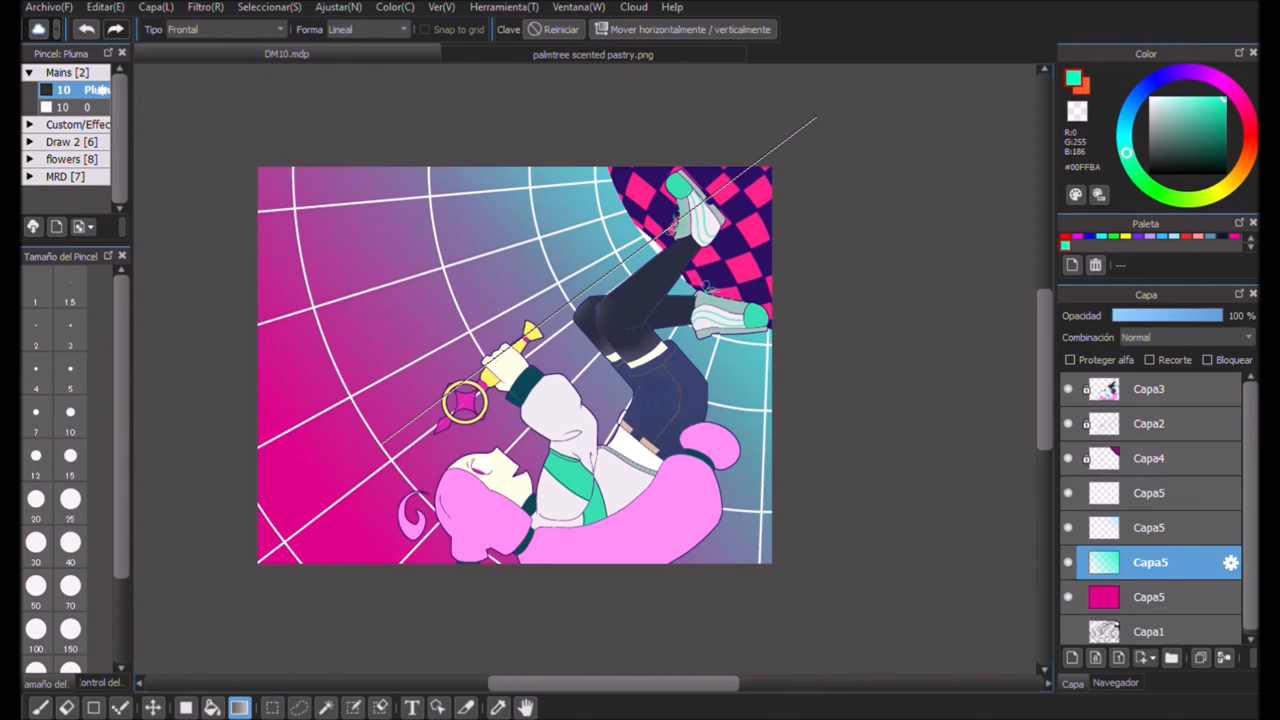 Archivo(F) Editar(E) Capa(L) Filtro(R) Seleccionar(S) Ajustar(N) Color(C) Ver(V) Herramienta(T) Ventana(W) Cloud Help
Tipo Frontal Forma Lineal Snap to grid Clave Reiniciar Mover horizontalmente / verticalmente
Pincel: Pluma
DM10.mdp
palmtree scented pastry.png
Color
Mains [2]
10 Plum
10 0
Custom/Effec
Draw 2 [6]
flowers [8]
MRD [7]
R:0
G:255
B:186
#00FFBA
Paleta
---
Tamaño del Pincel
1 1.5
2 3
4 5
7 10
12 15
20 25
30 40
50 70
100 150
Capa
Opacidad 100 %
Combinación Normal
Proteger alfa Recorte Bloquear
Capa3
Capa2
Capa4
Capa5
Capa5
Capa5
Capa5
Capa1
amaño del.
ontrol del..
Capa Navegador